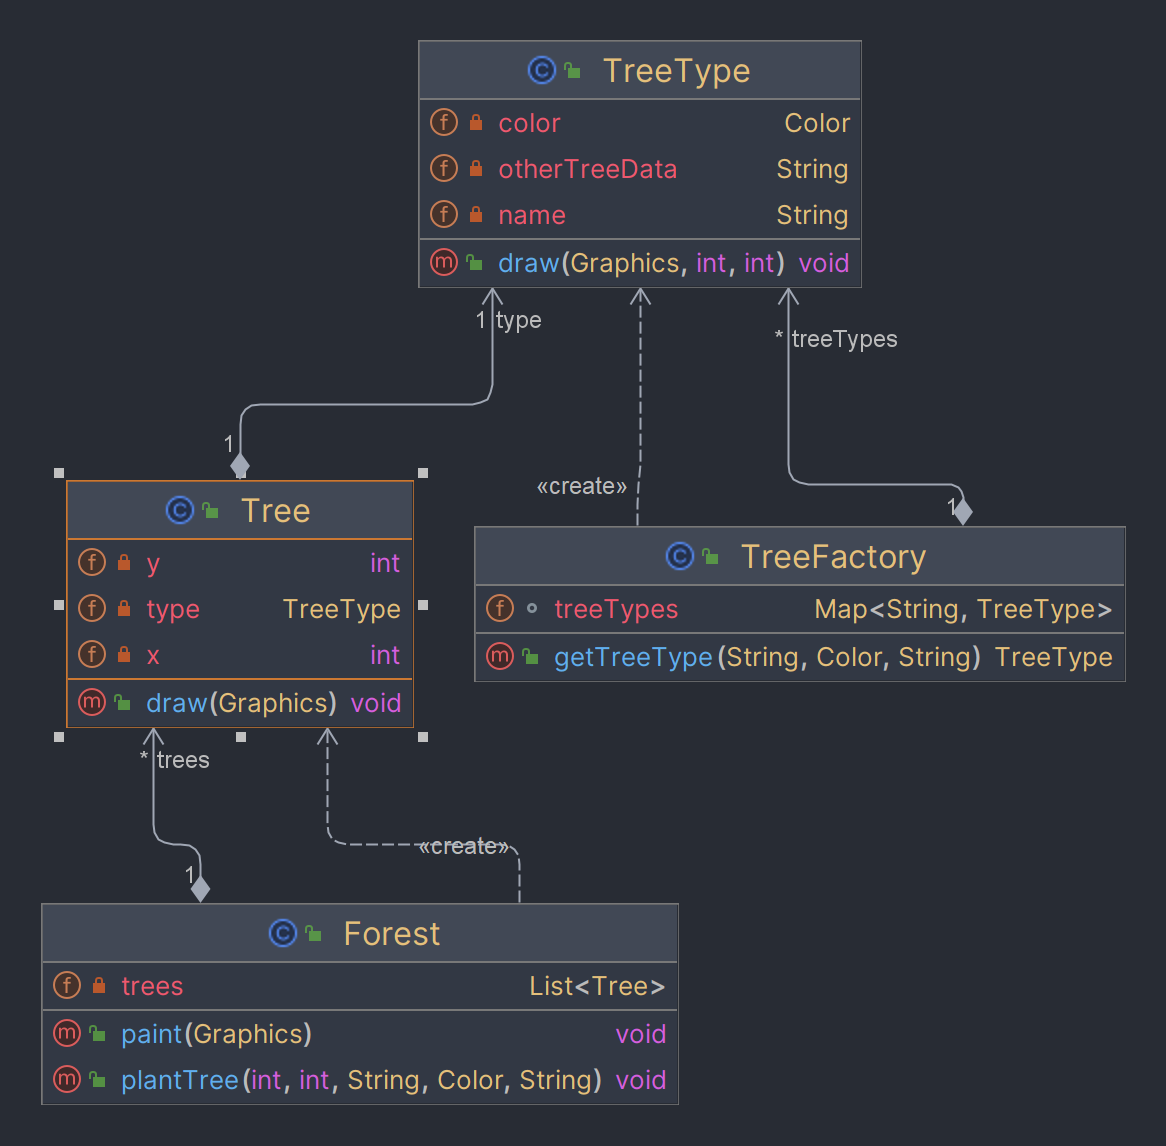 TreeType
color Color
otherTreeData String
name String
draw(Graphics, int, int) void
1 type
* treeTypes
1
«create»
1
Tree
y int
type TreeType
x int
draw(Graphics) void
TreeFactory
treeTypes Map<String, TreeType>
getTreeType(String, Color, String) TreeType
* trees
«create»
1
Forest
trees List<Tree>
paint(Graphics) void
plantTree(int, int, String, Color, String) void